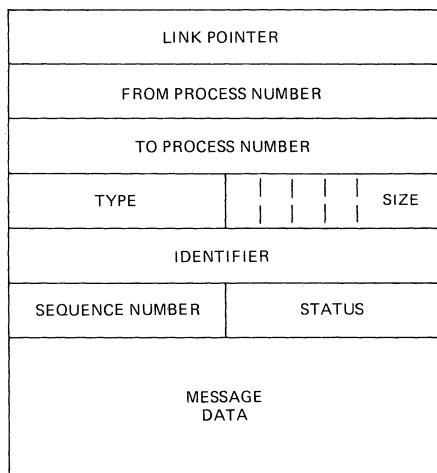 LINK POINTER
FROM PROCESS NUMBER
TO PROCESS NUMBER
TYPE SIZE
IDENTIFIER
SEQUENCE NUMBER STATUS
MESSAGE
DATA